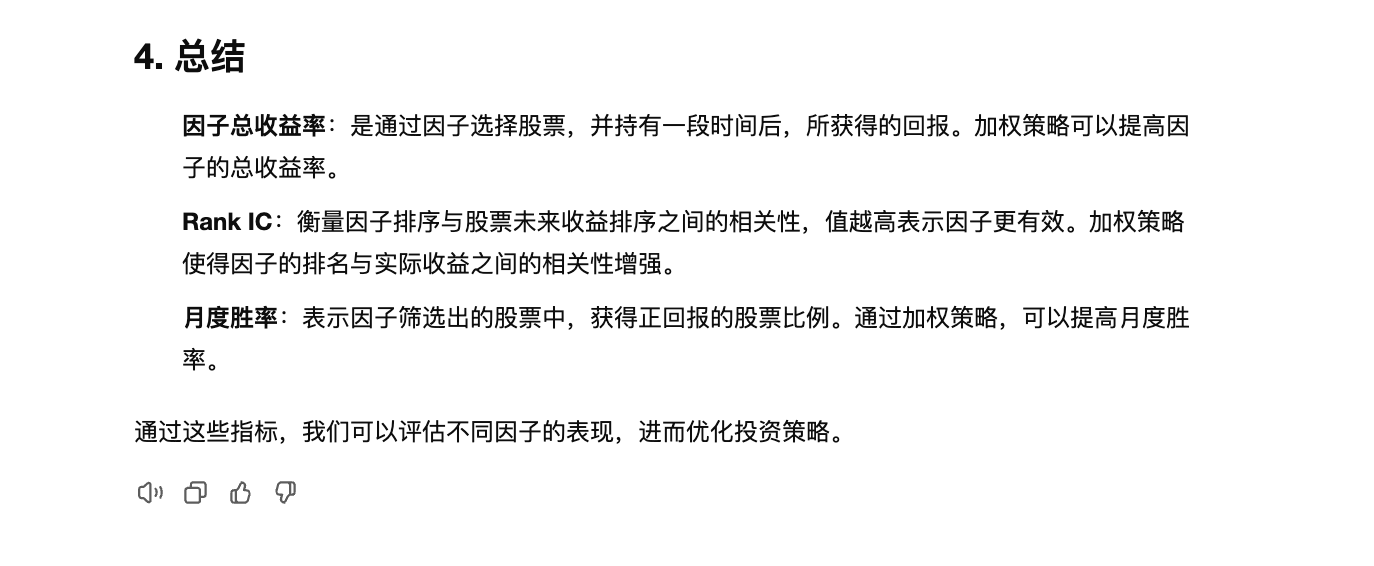 4. 总结
因子总收益率：是通过因子选择股票，并持有一段时间后，所获得的回报。加权策略可以提高因
子的总收益率。
Rank IC：衡量因子排序与股票未来收益排序之间的相关性，值越高表示因子更有效。加权策略
使得因子的排名与实际收益之间的相关性增强。
月度胜率：表示因子筛选出的股票中，获得正回报的股票比例。通过加权策略，可以提高月度胜
率。
通过这些指标，我们可以评估不同因子的表现，进而优化投资策略。